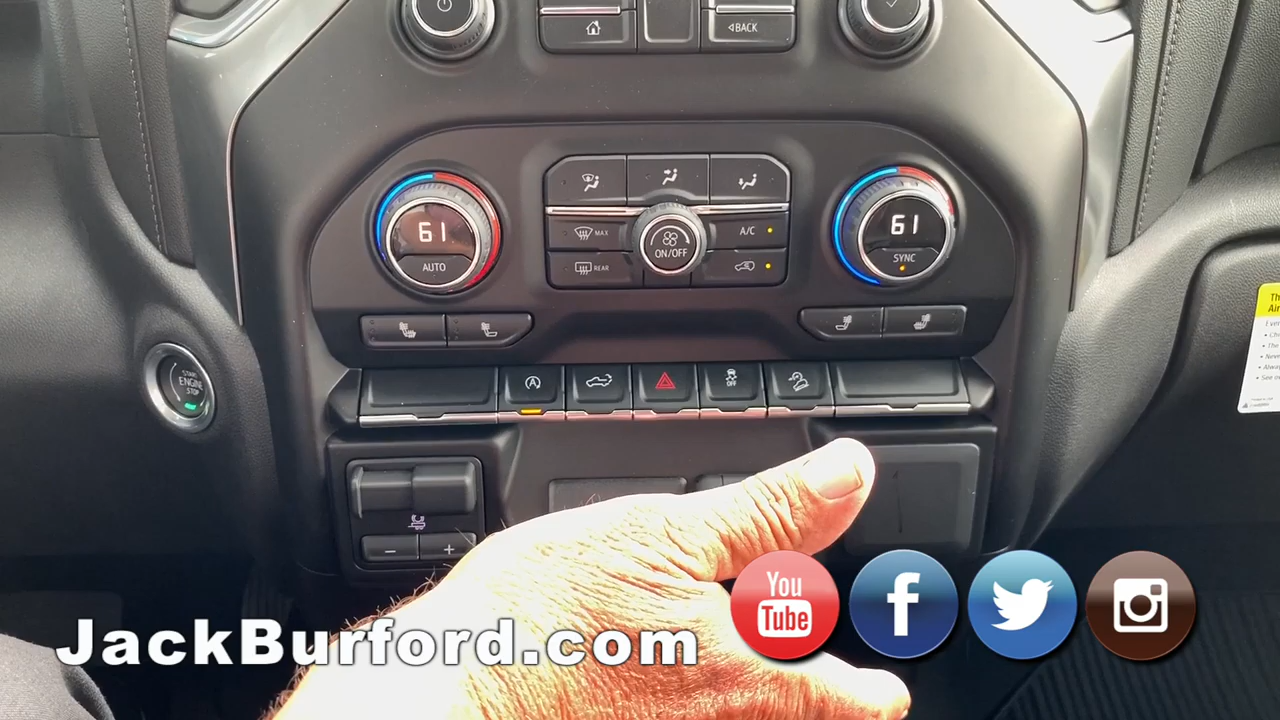 BACK
61
61
AUTO
SYNC
MAX
ON/OFF
A/C
REAR
START
ENGINE
STOP
OFF
- +
JackBurford.com
You
Tube
f